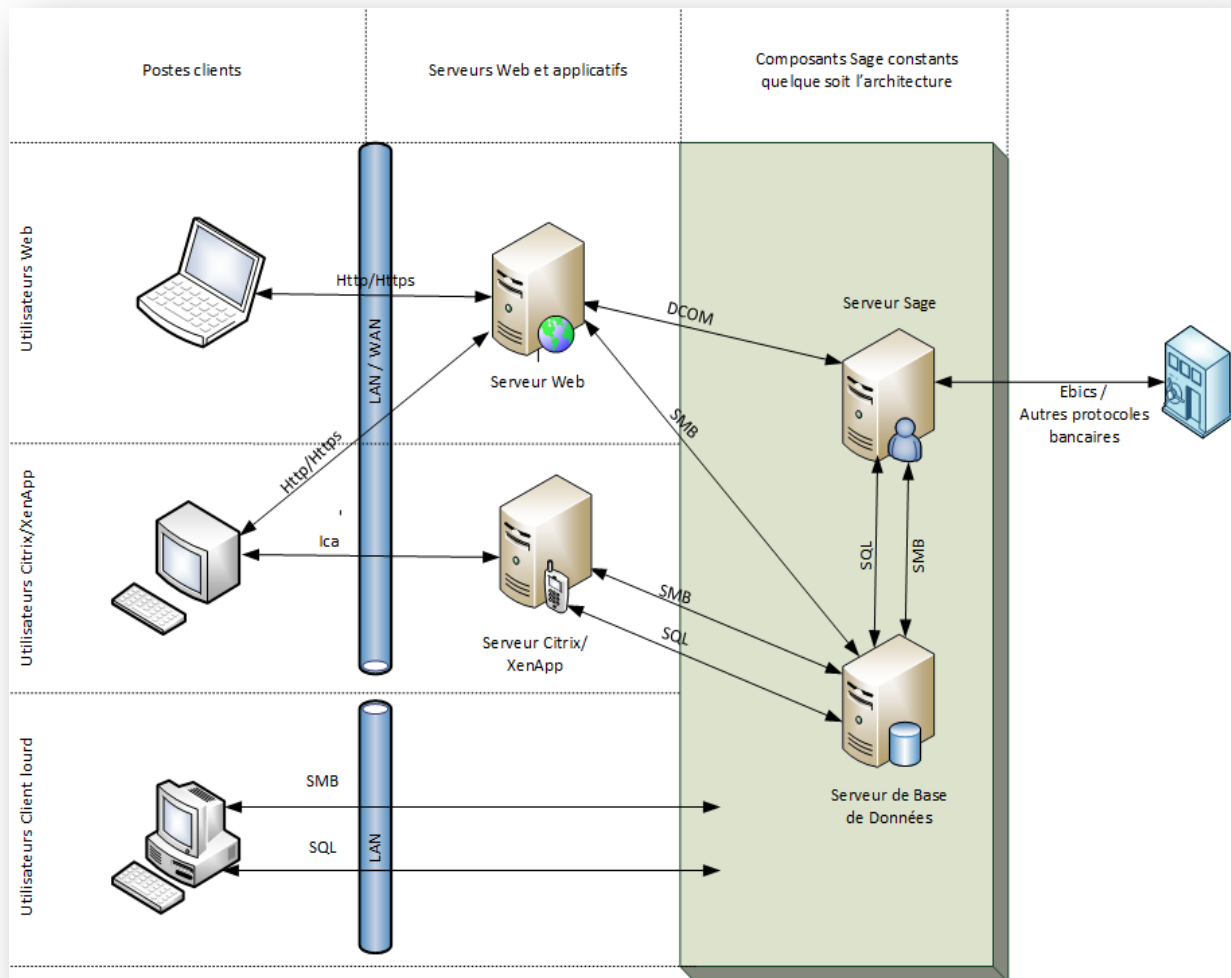 Postes clients
Serveurs Web et applicatifs
Composants Sage constants
quelque soit l'architecture
Utilisateurs Web
Http/Https
LAN / WAN
Serveur Web
DCOM
SMB
Serveur Sage
Ebics /
Autres protocoles
bancaires
Utilisateurs Citrix/XenApp
Http/Https
'
Ica
Serveur Citrix/
XenApp
SMB
SQL
SQL
SMB
Serveur de Base
de Données
Utilisateurs Client lourd
SMB
SQL
LAN